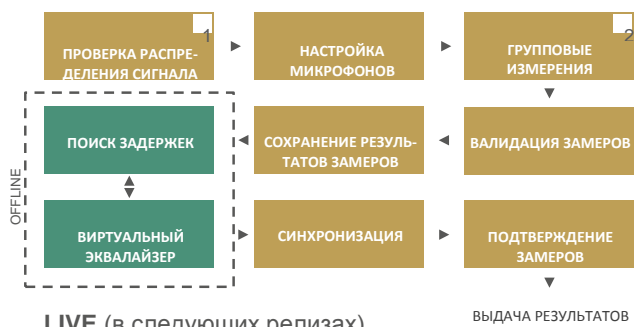 1
ПРОВЕРКА РАСПРЕ-
ДЕЛЕНИЯ СИГНАЛА
НАСТРОЙКА
МИКРОФОНОВ
2
ГРУППОВЫЕ
ИЗМЕРЕНИЯ
ПОИСК ЗАДЕРЖЕК
СОХРАНЕНИЕ РЕЗУЛЬ-
ТАТОВ ЗАМЕРОВ
ВАЛИДАЦИЯ ЗАМЕРОВ
OFFLINE
ВИРТУАЛЬНЫЙ
ЭКВАЛАЙЗЕР
СИНХРОНИЗАЦИЯ
ПОДТВЕРЖДЕНИЕ
ЗАМЕРОВ
ВЫДАЧА РЕЗУЛЬТАТОВ
LIVE (в следующих релизах)